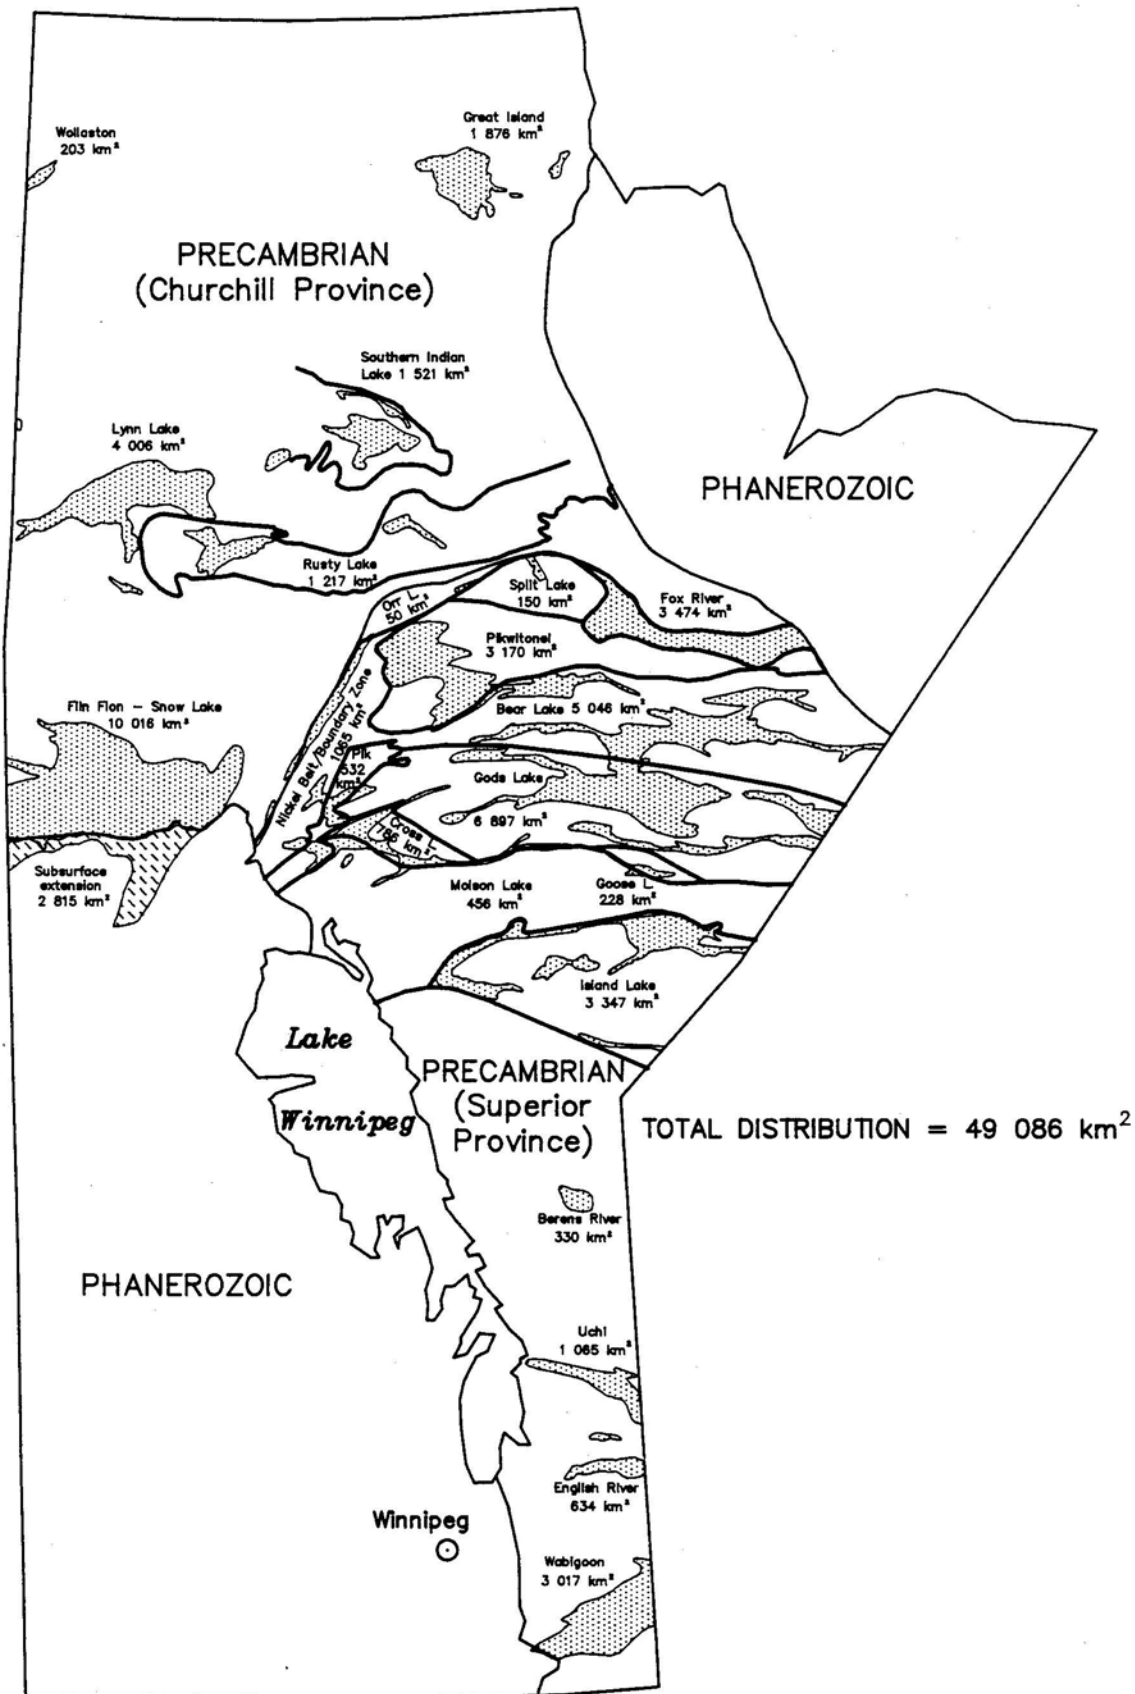 Wollaston
203 km²
Great Island
1 876 km²
PRECAMBRIAN
(Churchill Province)
Southern Indian
Lake 1 521 km²
Lynn Lake
4 006 km²
PHANEROZOIC
Rusty Lake
1 217 km²
Orr L.
50 km²
Split Lake
150 km²
Fox River
3 474 km²
Pikwitonei
3 170 km²
Flin Flon – Snow Lake
10 016 km²
Nickel Belt/Boundary Zone
1065 km²
Bear Lake 5 046 km²
Pik
532
km²
Gods Lake
6 897 km²
Cross L.
786 km²
Subsurface
extension
2 815 km²
Molson Lake
456 km²
Goose L.
228 km²
Island Lake
3 347 km²
Lake
Winnipeg
PRECAMBRIAN
(Superior
Province)
TOTAL DISTRIBUTION = 49 086 km²
Berens River
330 km²
PHANEROZOIC
Uchi
1 065 km²
English River
634 km²
Winnipeg
Wabigoon
3 017 km²